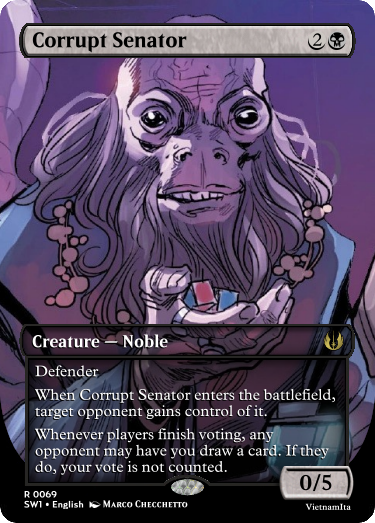 Corrupt Senator 2
Creature — Noble
Defender
When Corrupt Senator enters the battlefield,
target opponent gains control of it.
Whenever players finish voting, any
opponent may have you draw a card. If they
do, your vote is not counted.
0/5
R 0069
SW1 • English Marco Checchetto
VietnamIta